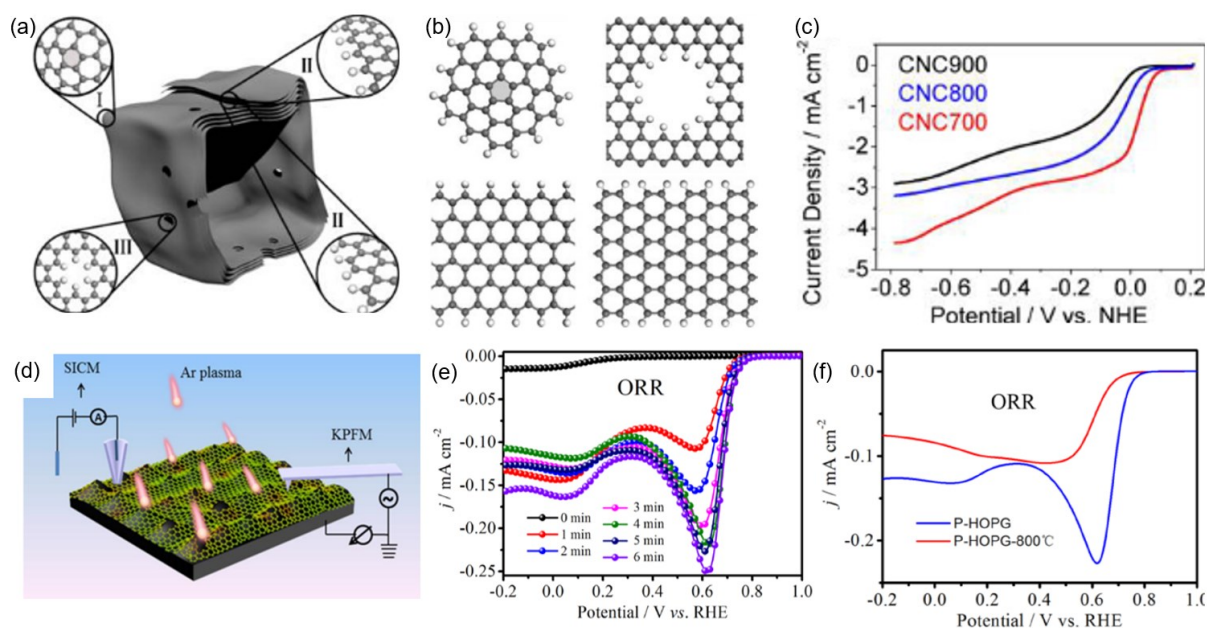 (a)
I
II
II
III
(b)
(c)
CNC900
CNC800
CNC700
Current Density / mA cm⁻²
0
-1
-2
-3
-4
-5
-0.8 -0.6 -0.4 -0.2 0.0 0.2
Potential / V vs. NHE
(d)
SICM
A
Ar plasma
KPFM
(e)
ORR
j / mA cm⁻²
0.00
-0.05
-0.10
-0.15
-0.20
-0.25
0 min
1 min
2 min
3 min
4 min
5 min
6 min
-0.2 0.0 0.2 0.4 0.6 0.8 1.0
Potential / V vs. RHE
(f)
ORR
j / mA cm⁻²
0.0
-0.1
-0.2
P-HOPG
P-HOPG-800℃
-0.2 0.0 0.2 0.4 0.6 0.8 1.0
Potential / V vs. RHE